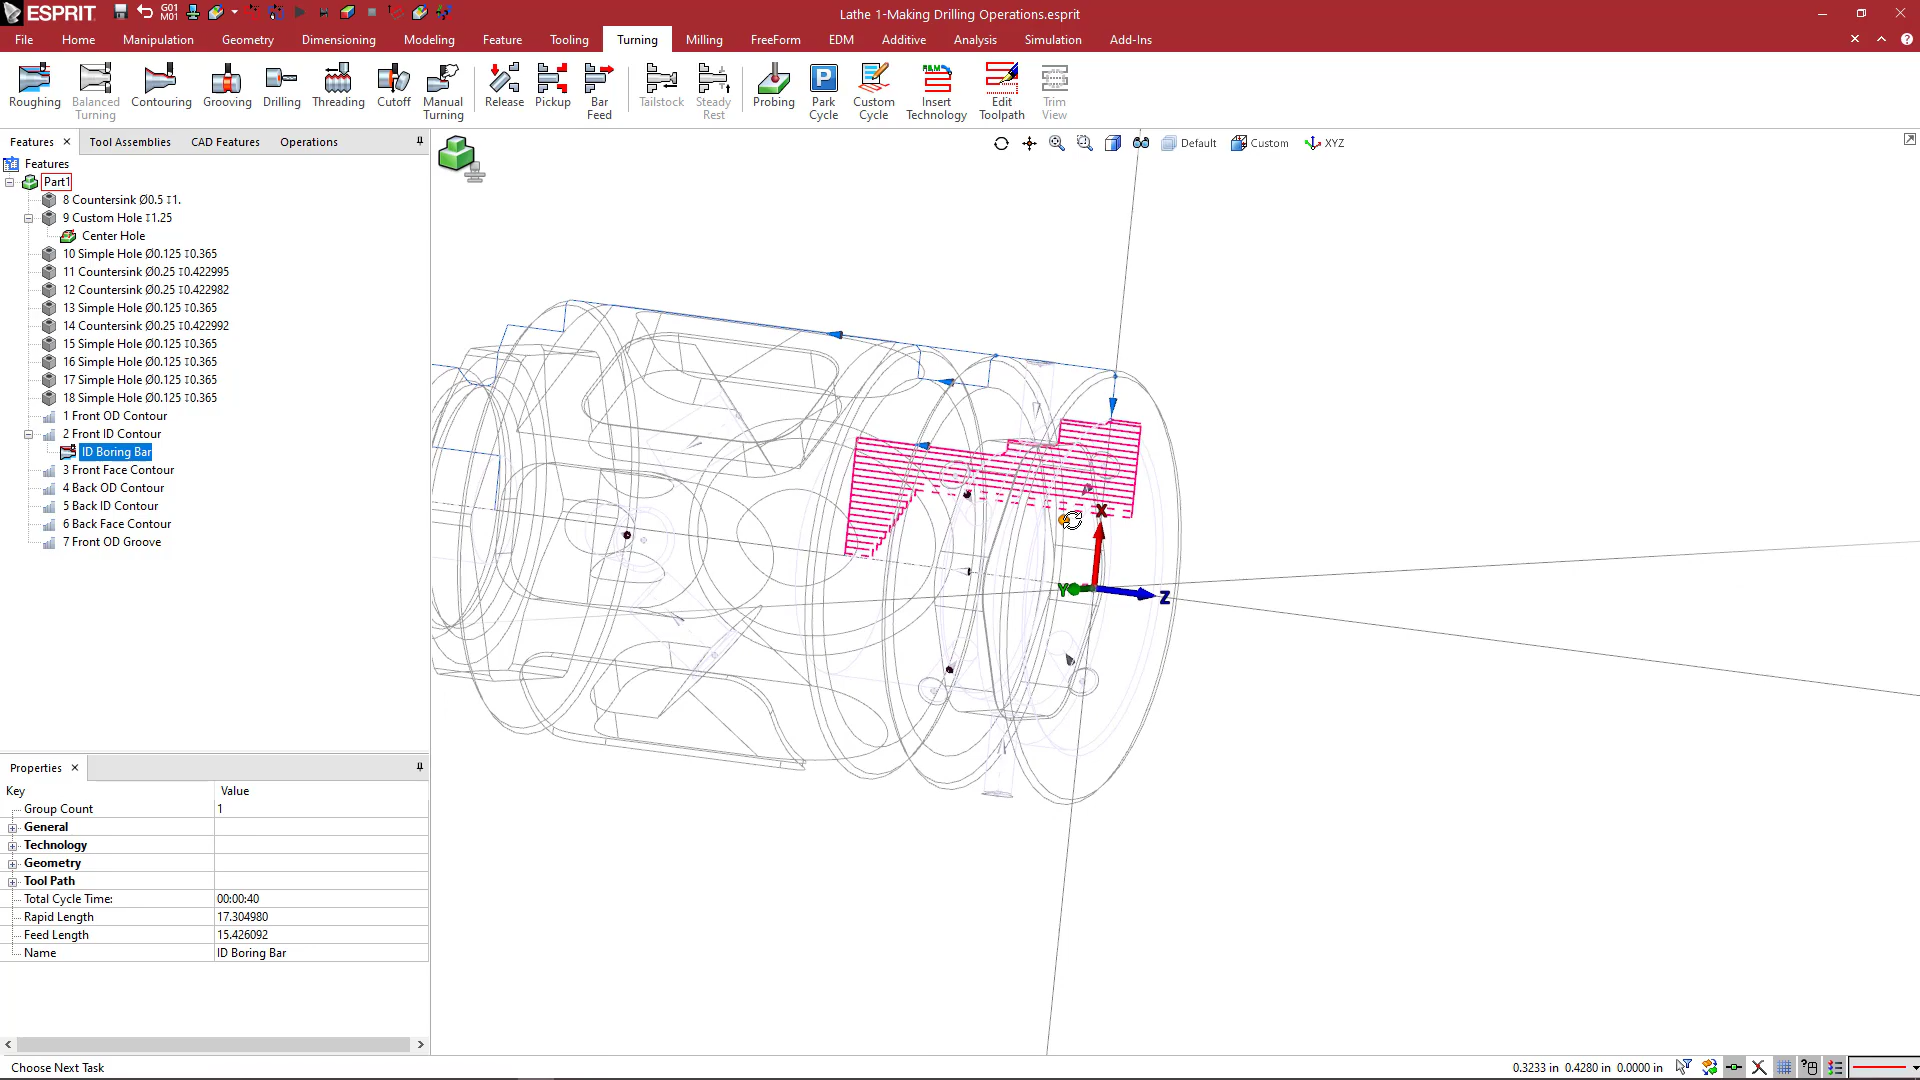 ESPRIT
G01
M01
Lathe 1-Making Drilling Operations.esprit
File Home Manipulation Geometry Dimensioning Modeling Feature Tooling Turning Milling FreeForm EDM Additive Analysis Simulation Add-Ins
Roughing
Balanced Turning
Contouring
Grooving
Drilling
Threading
Cutoff
Manual Turning
Release
Pickup
Bar Feed
Tailstock
Steady Rest
Probing
Park Cycle
Custom Cycle
Insert Technology
Edit Toolpath
Trim View
Features Tool Assemblies CAD Features Operations
Default Custom XYZ
Features
Part1
8 Countersink Ø0.5 ↧1.
9 Custom Hole ↧1.25
Center Hole
10 Simple Hole Ø0.125 ↧0.365
11 Countersink Ø0.25 ↧0.422995
12 Countersink Ø0.25 ↧0.422982
13 Simple Hole Ø0.125 ↧0.365
14 Countersink Ø0.25 ↧0.422992
15 Simple Hole Ø0.125 ↧0.365
16 Simple Hole Ø0.125 ↧0.365
17 Simple Hole Ø0.125 ↧0.365
18 Simple Hole Ø0.125 ↧0.365
1 Front OD Contour
2 Front ID Contour
ID Boring Bar
3 Front Face Contour
4 Back OD Contour
5 Back ID Contour
6 Back Face Contour
7 Front OD Groove
X
Y
Z
Properties
Key Value
Group Count 1
General
Technology
Geometry
Tool Path
Total Cycle Time: 00:00:40
Rapid Length 17.304980
Feed Length 15.426092
Name ID Boring Bar
Choose Next Task
0.3233 in 0.4280 in 0.0000 in